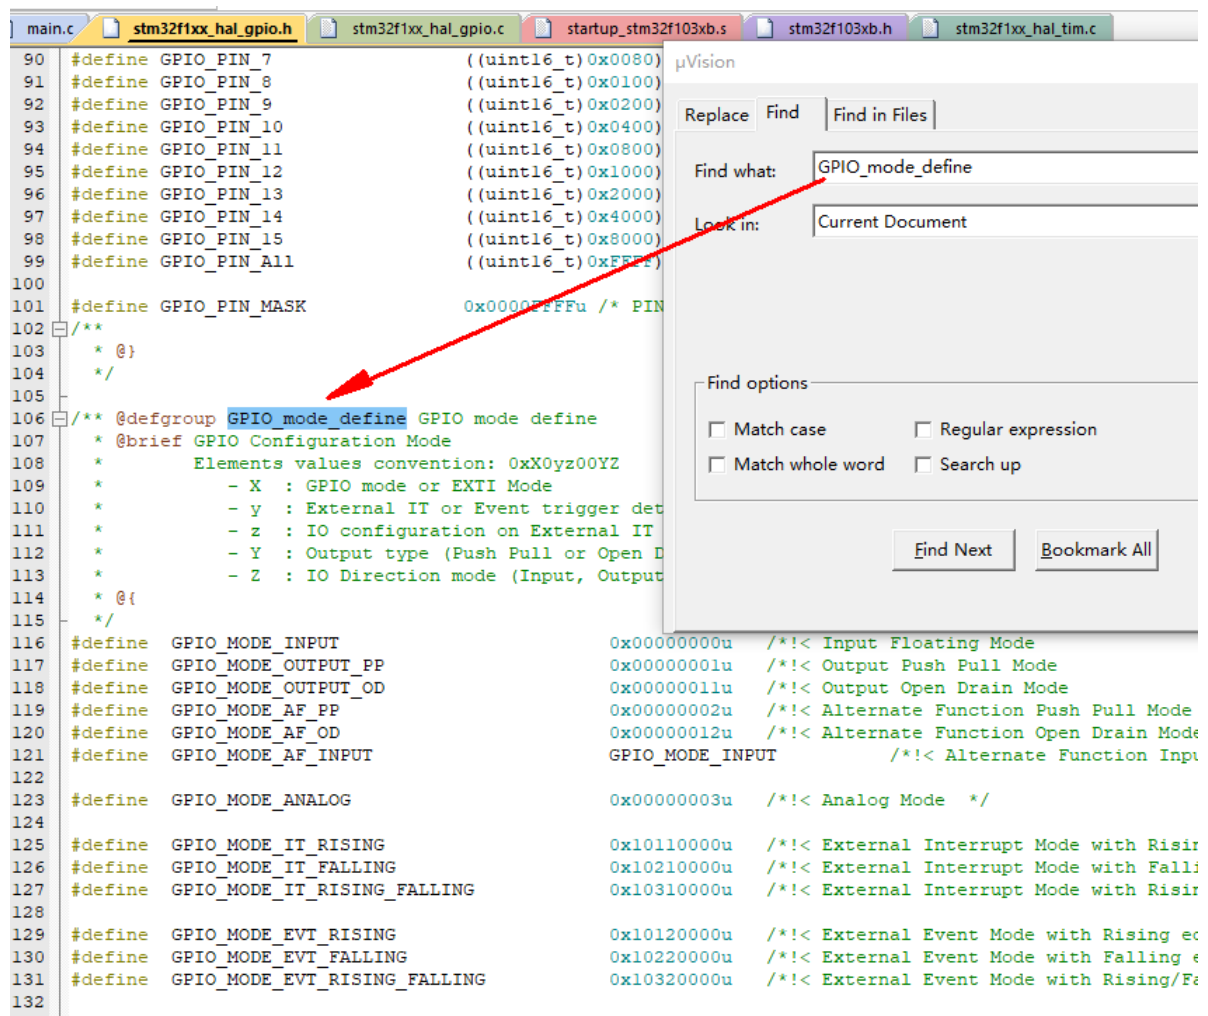 main.c
stm32f1xx_hal_gpio.h
stm32f1xx_hal_gpio.c
startup_stm32f103xb.s
stm32f103xb.h
stm32f1xx_hal_tim.c
90 #define GPIO_PIN_7 ((uint16_t)0x0080)
91 #define GPIO_PIN_8 ((uint16_t)0x0100)
92 #define GPIO_PIN_9 ((uint16_t)0x0200)
93 #define GPIO_PIN_10 ((uint16_t)0x0400)
94 #define GPIO_PIN_11 ((uint16_t)0x0800)
95 #define GPIO_PIN_12 ((uint16_t)0x1000)
96 #define GPIO_PIN_13 ((uint16_t)0x2000)
97 #define GPIO_PIN_14 ((uint16_t)0x4000)
98 #define GPIO_PIN_15 ((uint16_t)0x8000)
99 #define GPIO_PIN_All ((uint16_t)0xFFFF)
100
101 #define GPIO_PIN_MASK 0x0000FFFFu /* PIN
102 /**
103 * @}
104 */
105
106 /** @defgroup GPIO_mode_define GPIO mode define
107 * @brief GPIO Configuration Mode
108 * Elements values convention: 0xX0yz00YZ
109 * - X : GPIO mode or EXTI Mode
110 * - y : External IT or Event trigger det
111 * - z : IO configuration on External IT
112 * - Y : Output type (Push Pull or Open D
113 * - Z : IO Direction mode (Input, Output
114 * @{
115 */
116 #define GPIO_MODE_INPUT 0x00000000u /*!< Input Floating Mode
117 #define GPIO_MODE_OUTPUT_PP 0x00000001u /*!< Output Push Pull Mode
118 #define GPIO_MODE_OUTPUT_OD 0x00000011u /*!< Output Open Drain Mode
119 #define GPIO_MODE_AF_PP 0x00000002u /*!< Alternate Function Push Pull Mode
120 #define GPIO_MODE_AF_OD 0x00000012u /*!< Alternate Function Open Drain Mode
121 #define GPIO_MODE_AF_INPUT GPIO_MODE_INPUT /*!< Alternate Function Inpu
122
123 #define GPIO_MODE_ANALOG 0x00000003u /*!< Analog Mode */
124
125 #define GPIO_MODE_IT_RISING 0x10110000u /*!< External Interrupt Mode with Risin
126 #define GPIO_MODE_IT_FALLING 0x10210000u /*!< External Interrupt Mode with Falli
127 #define GPIO_MODE_IT_RISING_FALLING 0x10310000u /*!< External Interrupt Mode with Risin
128
129 #define GPIO_MODE_EVT_RISING 0x10120000u /*!< External Event Mode with Rising ed
130 #define GPIO_MODE_EVT_FALLING 0x10220000u /*!< External Event Mode with Falling e
131 #define GPIO_MODE_EVT_RISING_FALLING 0x10320000u /*!< External Event Mode with Rising/Fa
132
µVision
Replace Find Find in Files
Find what: GPIO_mode_define
Look in: Current Document
Find options
Match case Regular expression
Match whole word Search up
Find Next Bookmark All